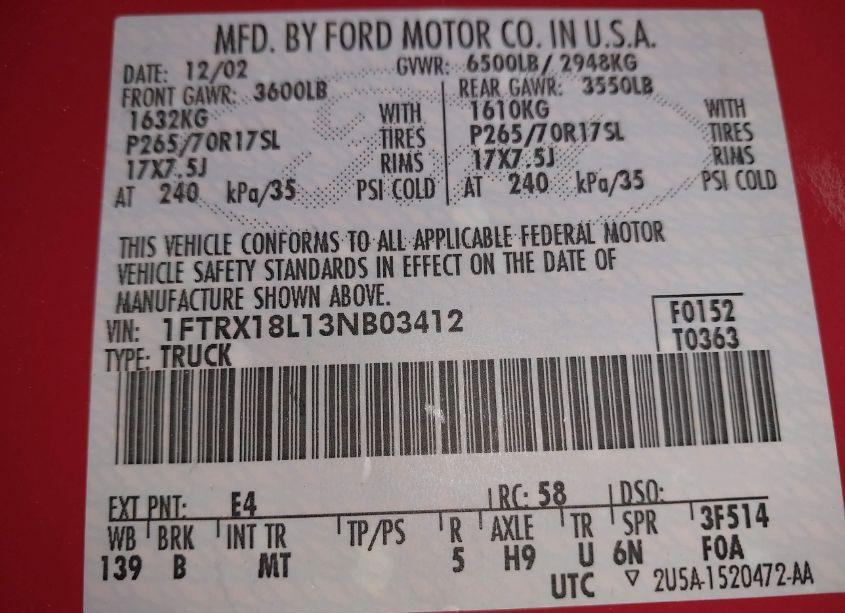 MFD. BY FORD MOTOR CO. IN U.S.A.
DATE: 12/02 GVWR: 6500LB/ 2948KG
FRONT GAWR: 3600LB REAR GAWR: 3550LB
1632KG WITH 1610KG WITH
P265/70R17SL TIRES P265/70R17SL TIRES
17X7.5J RIMS 17X7.5J RIMS
AT 240 kPa/35 PSI COLD AT 240 kPa/35 PSI COLD
THIS VEHICLE CONFORMS TO ALL APPLICABLE FEDERAL MOTOR
VEHICLE SAFETY STANDARDS IN EFFECT ON THE DATE OF
MANUFACTURE SHOWN ABOVE.
VIN: 1FTRX18L13NB03412 F0152
TYPE: TRUCK T0363
EXT PNT: E4 RC: 58 DSO:
WB BRK INT TR TP/PS R AXLE TR SPR 3F514
139 B MT 5 H9 U 6N F0A
UTC ▽ 2U5A-1520472-AA